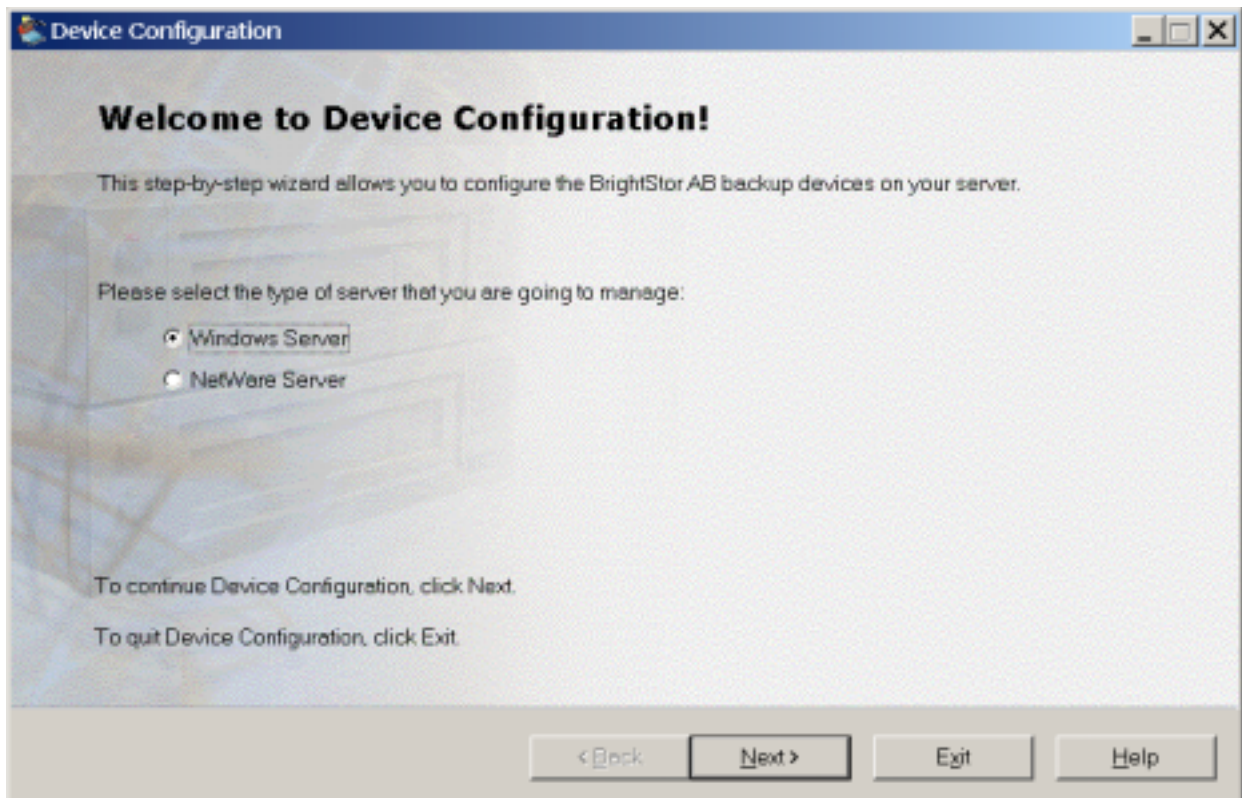 Device Configuration
Welcome to Device Configuration!
This step-by-step wizard allows you to configure the BrightStor AB backup devices on your server.
Please select the type of server that you are going to manage:
Windows Server
NetWare Server
To continue Device Configuration, click Next.
To quit Device Configuration, click Exit.
< Back Next > Exit Help